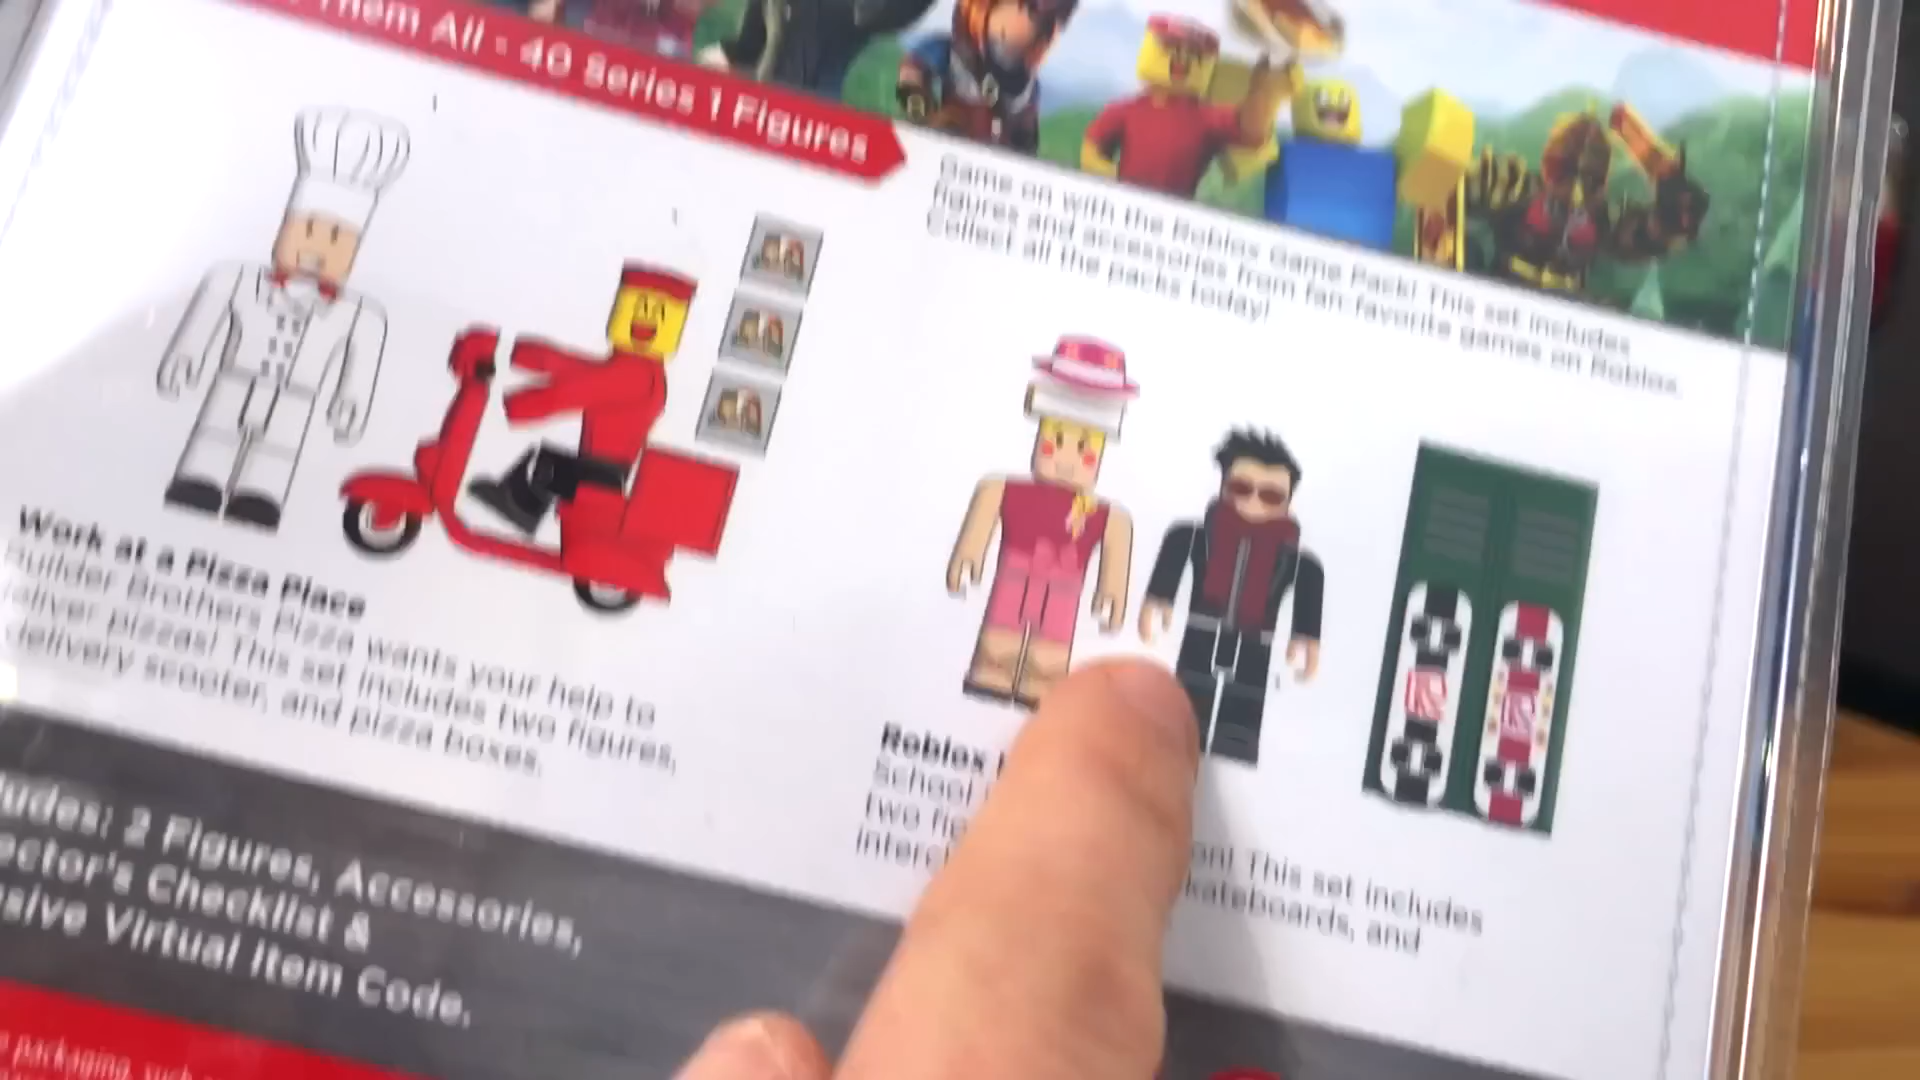 Them All - 40 Series 1 Figures
Game on with the Roblox Game Pack! This set includes
figures and accessories from fan-favorite games on Roblox.
Collect all the packs today!
Work at a Pizza Place
Builder Brothers Pizza wants your help to
deliver pizzas! This set includes two figures,
delivery scooter, and pizza boxes.
Roblox
School on! This set includes
two fig kateboards, and
interc
ludes: 2 Figures, Accessories,
ector's Checklist &
sive Virtual Item Code.
packaging, such